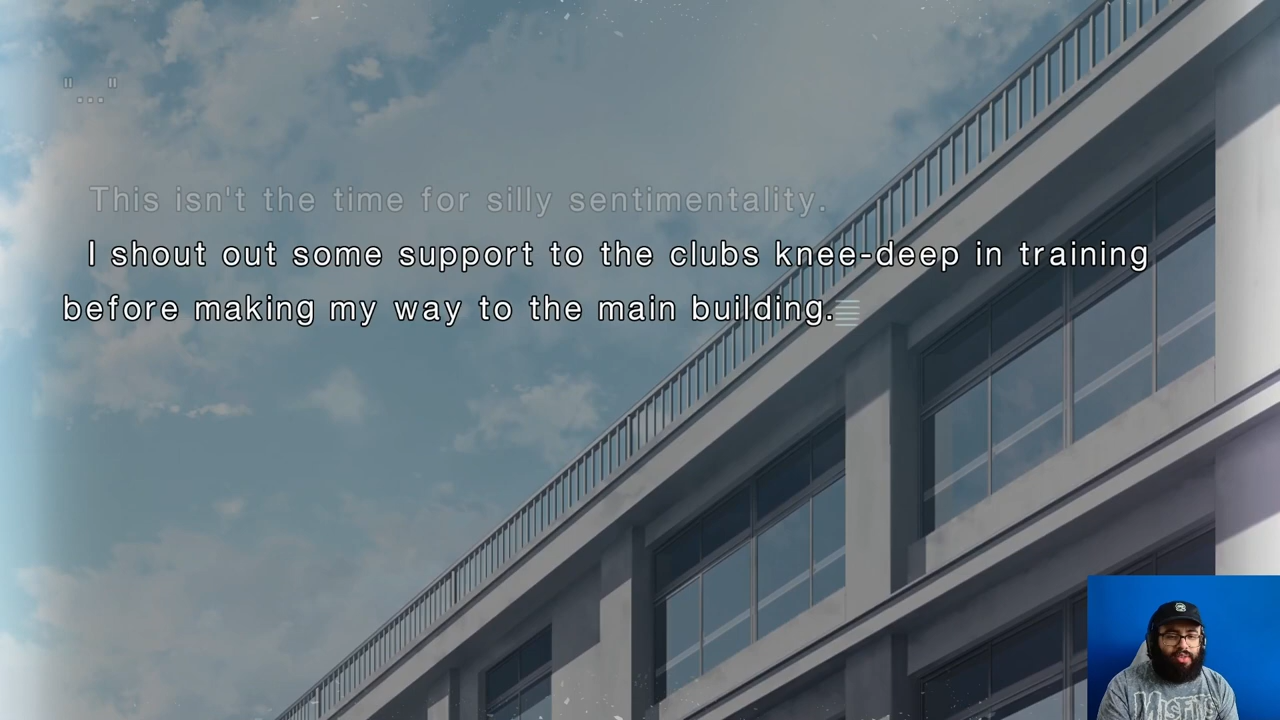 "..."
This isn't the time for silly sentimentality.
I shout out some support to the clubs knee-deep in training
before making my way to the main building.
MISFITS